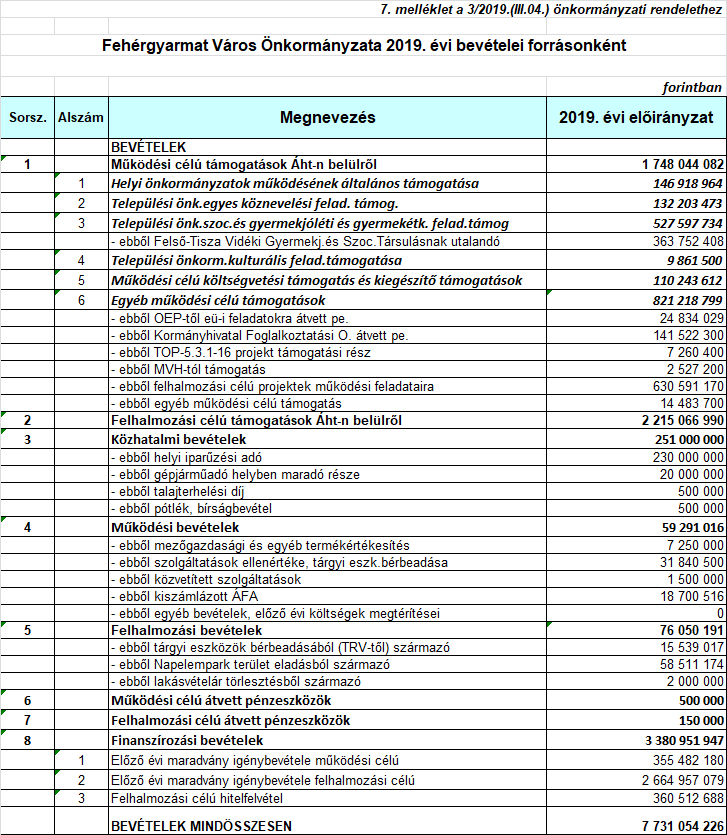 7. melléklet a 3/2019.(III.04.) önkormányzati rendelethez
Fehérgyarmat Város Önkormányzata 2019. évi bevételei forrásonként
forintban
Sorsz. Alszám Megnevezés 2019. évi előirányzat
BEVÉTELEK
1 Működési célú támogatások Áht-n belülről 1 748 044 082
1 Helyi önkormányzatok működésének általános támogatása 146 918 964
2 Települési önk.egyes köznevelési felad. támog. 132 203 473
3 Települési önk.szoc.és gyermekjóléti és gyermekétk. felad.támog 527 597 734
- ebből Felső-Tisza Vidéki Gyermekj.és Szoc.Társulásnak utalandó 363 752 408
4 Települési önkorm.kulturális felad.támogatása 9 861 500
5 Működési célú költségvetési támogatás és kiegészítő támogatások 110 243 612
6 Egyéb működési célú támogatások 821 218 799
- ebből OEP-től eü-i feladatokra átvett pe. 24 834 029
- ebből Kormányhivatal Foglalkoztatási O. átvett pe. 141 522 300
- ebből TOP-5.3.1-16 projekt támogatási rész 7 260 400
- ebből MVH-tól támogatás 2 527 200
- ebből felhalmozási célú projektek működési feladataira 630 591 170
- ebből egyéb működési célú támogatás 14 483 700
2 Felhalmozási célú támogatások Áht-n belülről 2 215 066 990
3 Közhatalmi bevételek 251 000 000
- ebből helyi iparűzési adó 230 000 000
- ebből gépjárműadó helyben maradó része 20 000 000
- ebből talajterhelési díj 500 000
- ebből pótlék, bírságbevétel 500 000
4 Működési bevételek 59 291 016
- ebből mezőgazdasági és egyéb termékértékesítés 7 250 000
- ebből szolgáltatások ellenértéke, tárgyi eszk.bérbeadása 31 840 500
- ebből közvetített szolgáltatások 1 500 000
- ebből kiszámlázott ÁFA 18 700 516
- ebből egyéb bevételek, előző évi költségek megtérítései 0
5 Felhalmozási bevételek 76 050 191
- ebből tárgyi eszközök bérbeadásából (TRV-től) származó 15 539 017
- ebből Napelempark terület eladásból származó 58 511 174
- ebből lakásvételár törlesztésből származó 2 000 000
6 Működési célú átvett pénzeszközök 500 000
7 Felhalmozási célú átvett pénzeszközök 150 000
8 Finanszírozási bevételek 3 380 951 947
1 Előző évi maradvány igénybevétele működési célú 355 482 180
2 Előző évi maradvány igénybevétele felhalmozási célú 2 664 957 079
3 Felhalmozási célú hitelfelvétel 360 512 688
BEVÉTELEK MINDÖSSZESEN 7 731 054 226